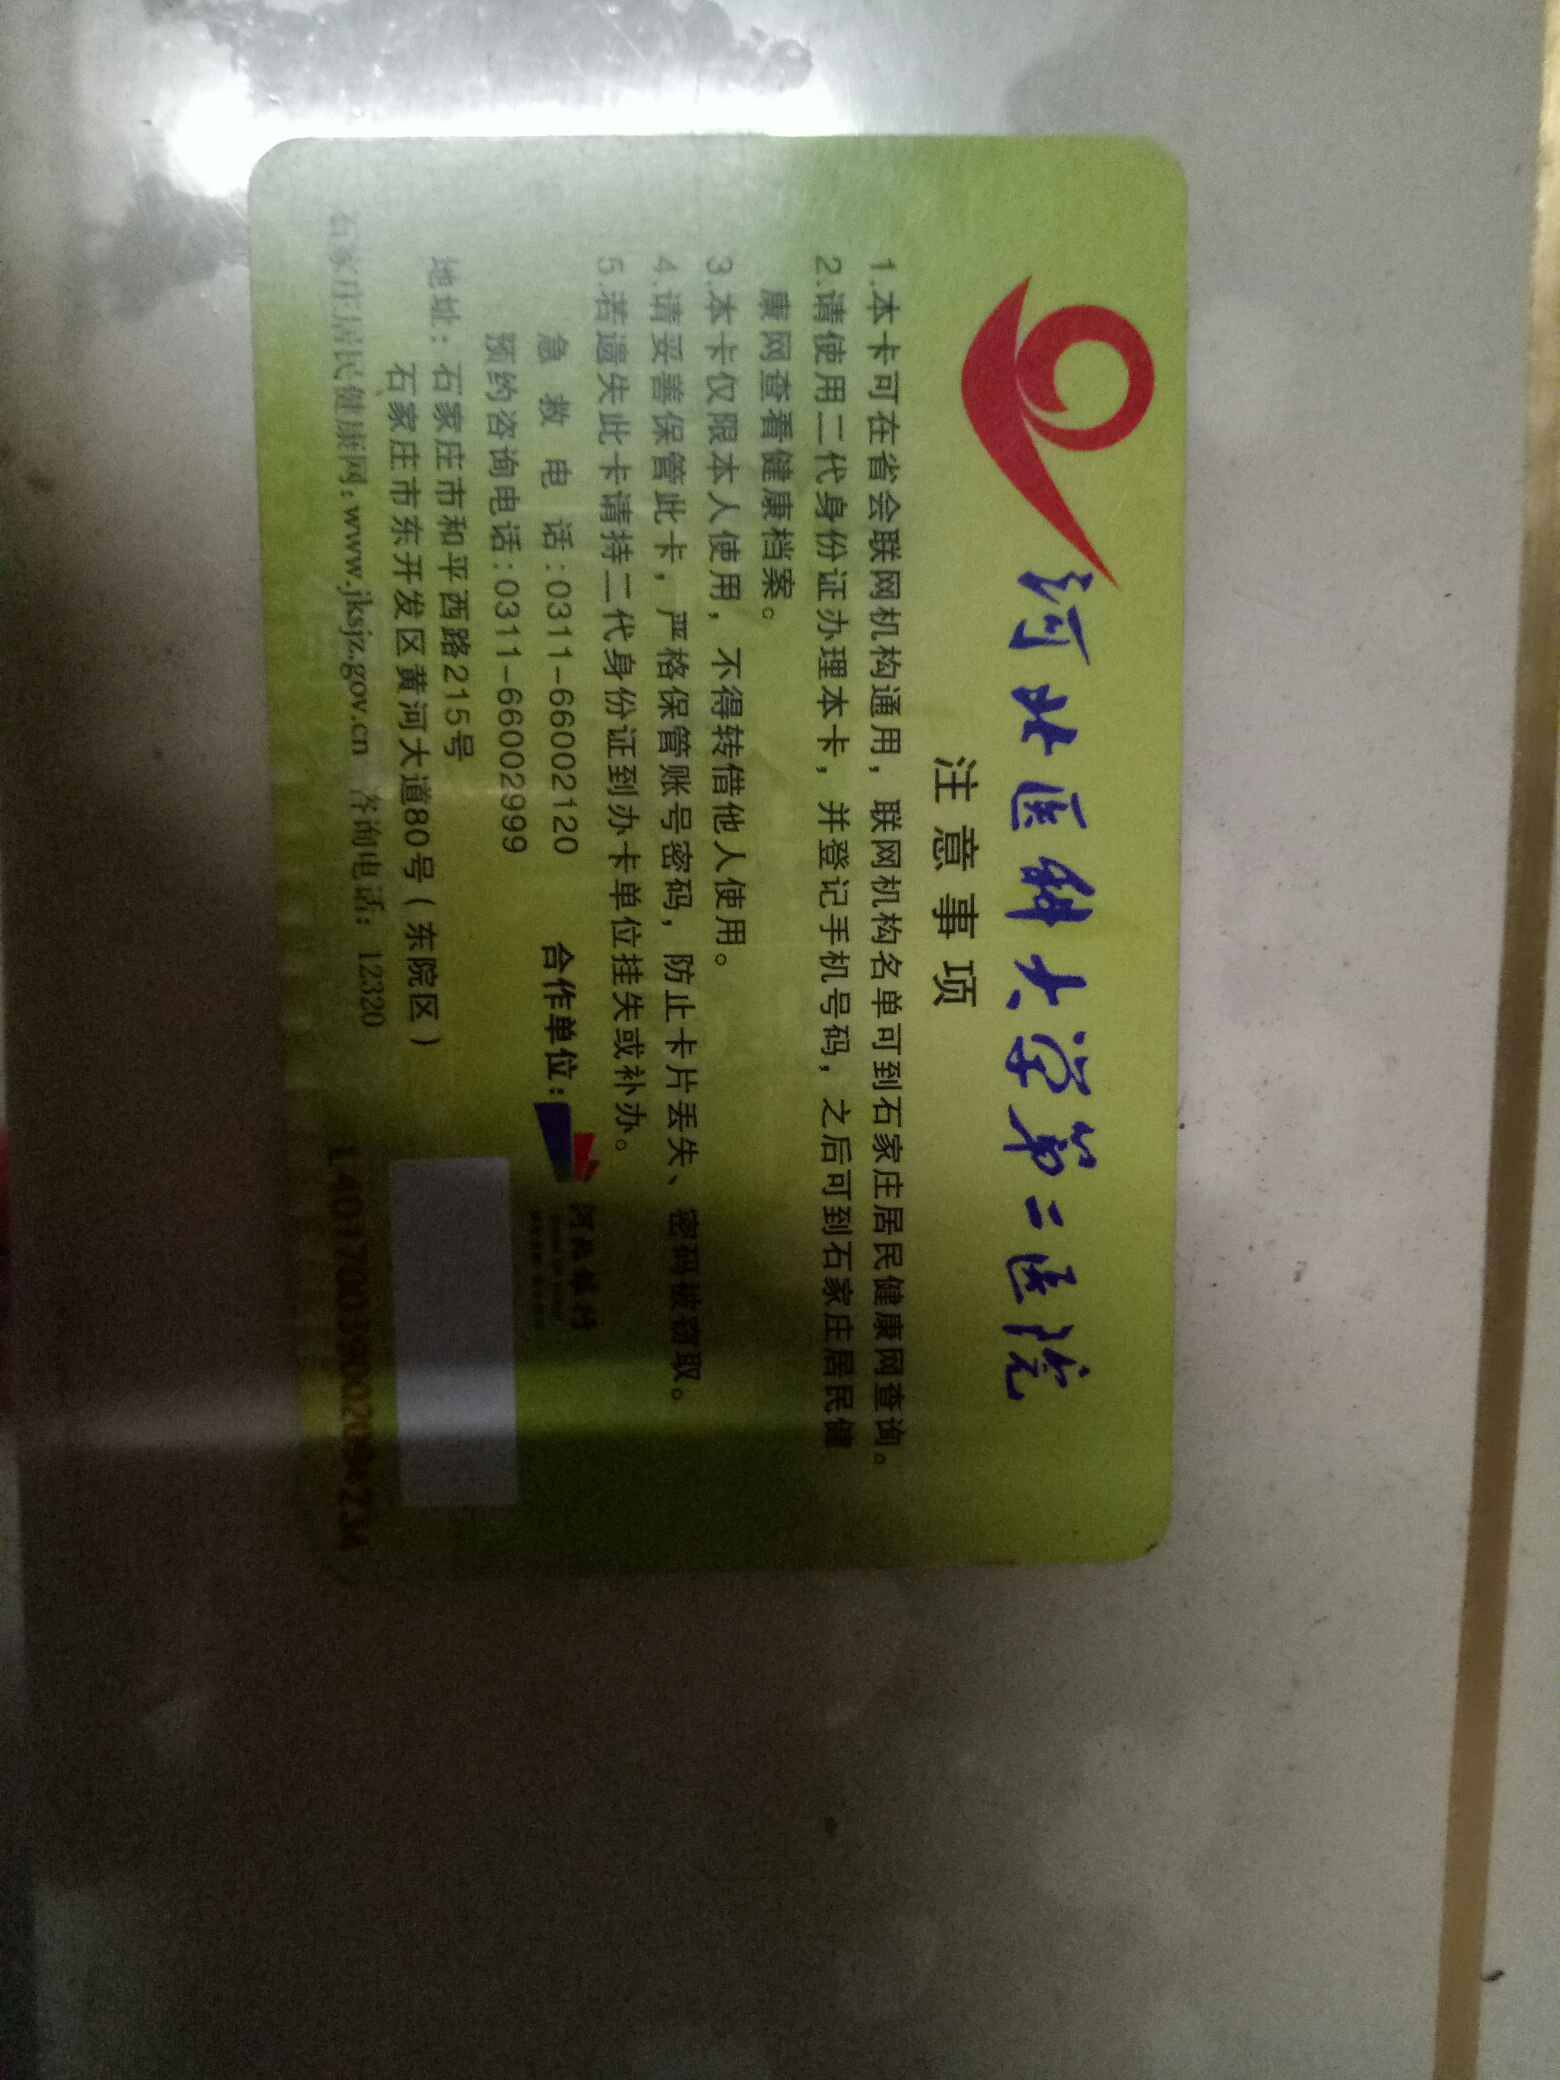 河北医科大学第二医院
注意事项
1.本卡可在省会联网机构通用，联网机构名单可到石家庄居民健康网查询。
2.请使用二代身份证办理本卡，并登记手机号码，之后可到石家庄居民健
康网查看健康档案。
3.本卡仅限本人使用，不得转借他人使用。
4.请妥善保管此卡，严格保管账号密码，防止卡片丢失、密码被窃取。
5.若遗失此卡请持二代身份证到办卡单位挂失或补办。
急 救 电 话:0311-66002120
预约咨询电话:0311-66002999
合作单位：
河北银行
地址：石家庄市和平西路215号
石家庄市东开发区黄河大道80号（东院区）
石家庄居民健康网:www.jksjz.gov.cn 咨询电话：12320